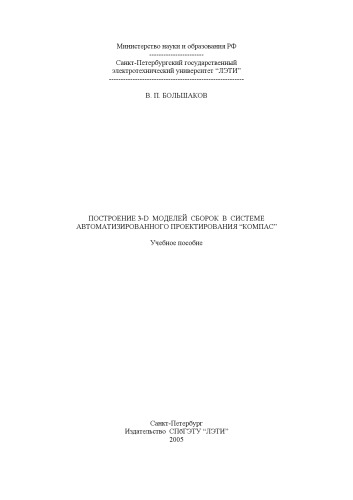 Министерство науки и образования РФ
-----------------------
Санкт-Петербургский государственный
электротехнический университет “ЛЭТИ”
---------------------------------------------------------
В. П. БОЛЬШАКОВ
ПОСТРОЕНИЕ 3-D МОДЕЛЕЙ СБОРОК В СИСТЕМЕ
АВТОМАТИЗИРОВАННОГО ПРОЕКТИРОВАНИЯ “КОМПАС”
Учебное пособие
Санкт-Петербург
Издательство СПбГЭТУ “ЛЭТИ”
2005